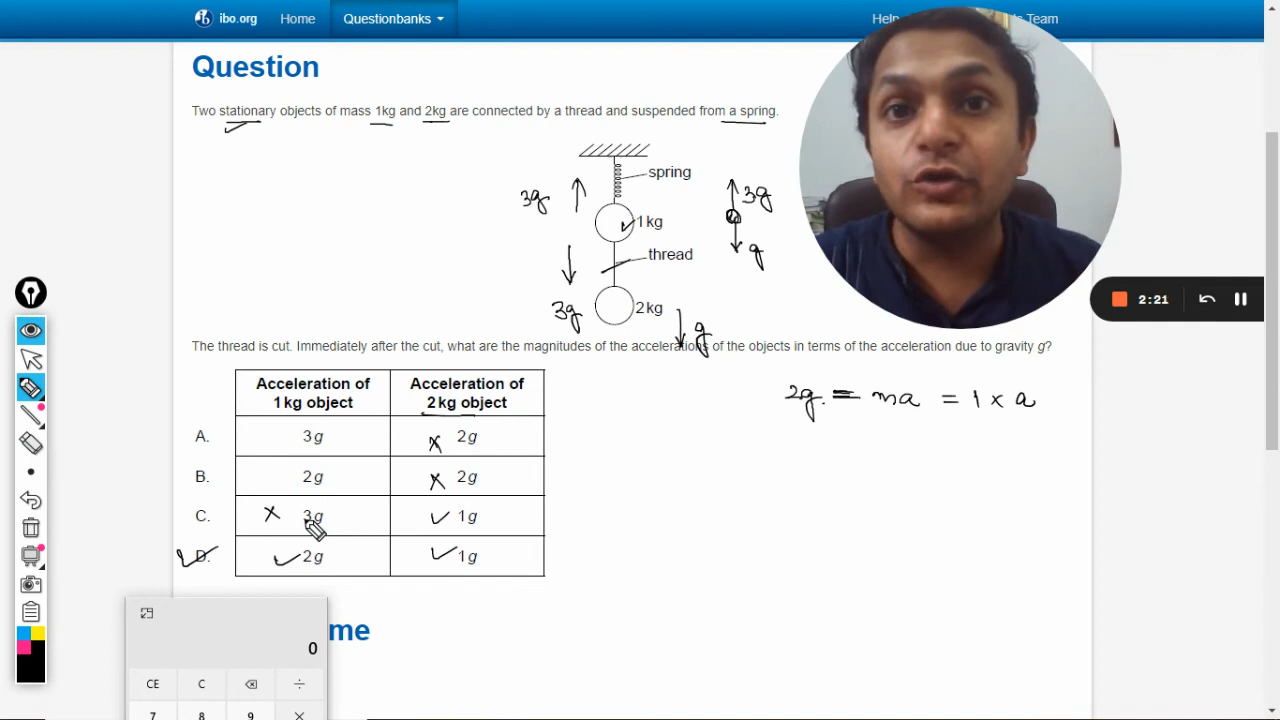 ibo.org Home Questionbanks Hel s Team
Question
Two stationary objects of mass 1kg and 2kg are connected by a thread and suspended from a spring.
spring
3g
3g
1kg
g
thread
3g
2kg
g
The thread is cut. Immediately after the cut, what are the magnitudes of the accelerations of the objects in terms of the acceleration due to gravity g?
2:21
Acceleration of 1kg object Acceleration of 2kg object
2g. = ma = 1 × a
A. 3g 2g
B. 2g 2g
C. 3g 1g
D. 2g 1g
me
0
CE C ÷
7 8 9 ×